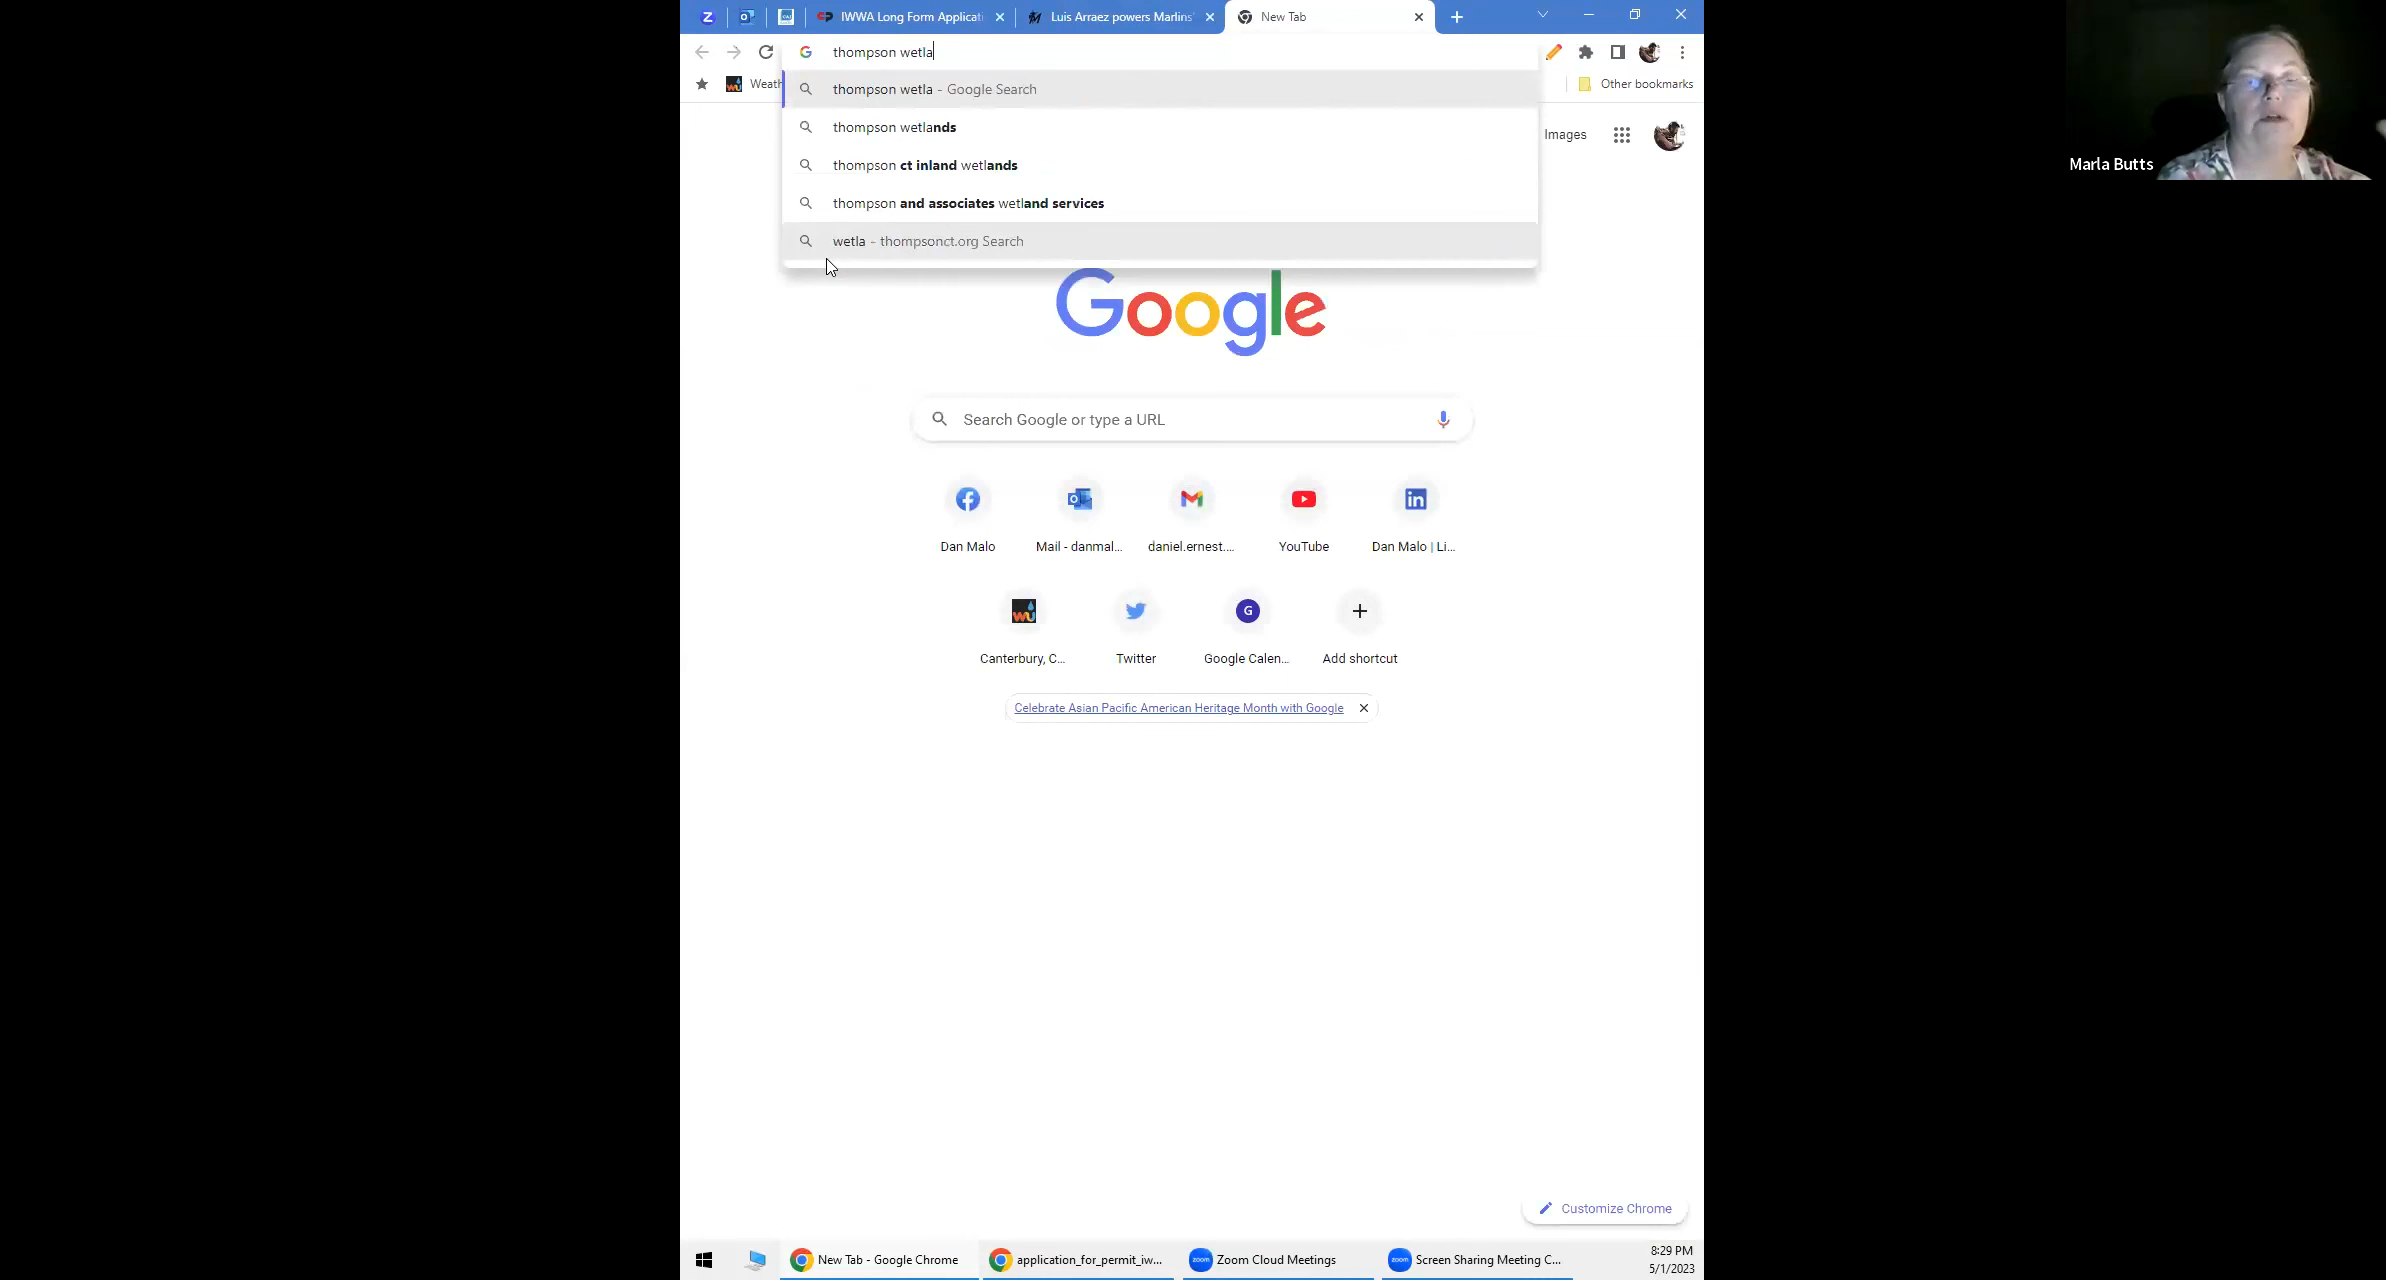 IWWA Long Form Applicati
Luis Arraez powers Marlins'
New Tab
thompson wetla
Weath
Other bookmarks
thompson wetla - Google Search
thompson wetlands
thompson ct inland wetlands
thompson and associates wetland services
wetla - thompsonct.org Search
Images
Marla Butts
Google
Search Google or type a URL
Dan Malo
Mail - danmal...
daniel.ernest....
YouTube
Dan Malo | Li...
Canterbury, C...
Twitter
Google Calen...
Add shortcut
Celebrate Asian Pacific American Heritage Month with Google
Customize Chrome
New Tab - Google Chrome
application_for_permit_iw...
Zoom Cloud Meetings
Screen Sharing Meeting C...
8:29 PM
5/1/2023